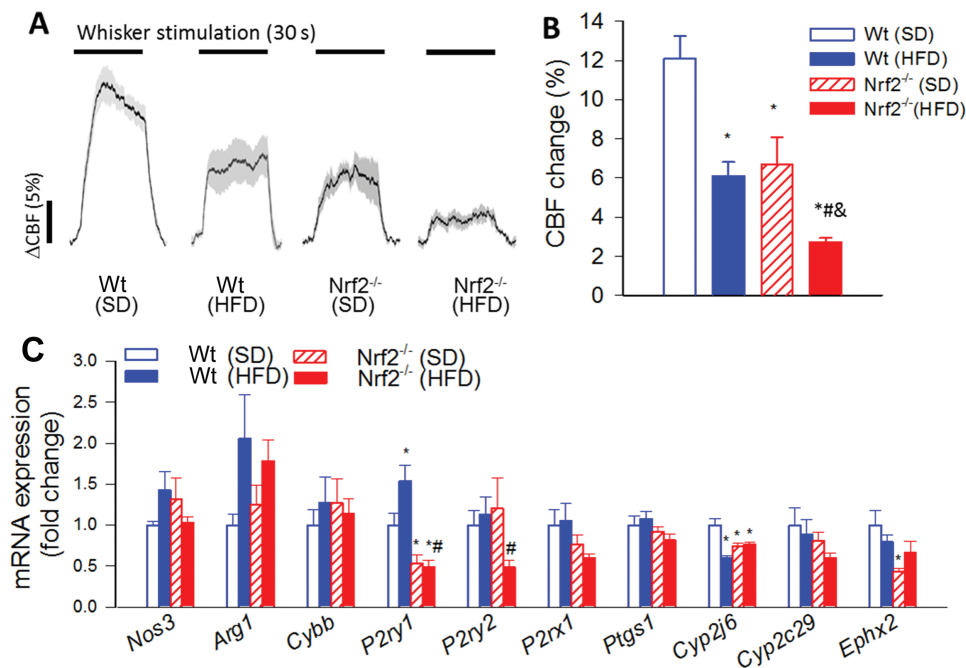 A
Whisker stimulation (30 s)
ΔCBF (5%)
Wt
(SD)
Wt
(HFD)
Nrf2-/-
(SD)
Nrf2-/-
(HFD)
B
CBF change (%)
14
12
10
8
6
4
2
0
Wt (SD)
Wt (HFD)
Nrf2-/- (SD)
Nrf2-/-(HFD)
*
*
*#&
C
mRNA expression
(fold change)
3.0
2.5
2.0
1.5
1.0
0.5
0.0
Wt (SD)
Wt (HFD)
Nrf2-/- (SD)
Nrf2-/- (HFD)
*
*
*#
#
*
*
*
*
Nos3
Arg1
Cybb
P2ry1
P2ry2
P2rx1
Ptgs1
Cyp2j6
Cyp2c29
Ephx2